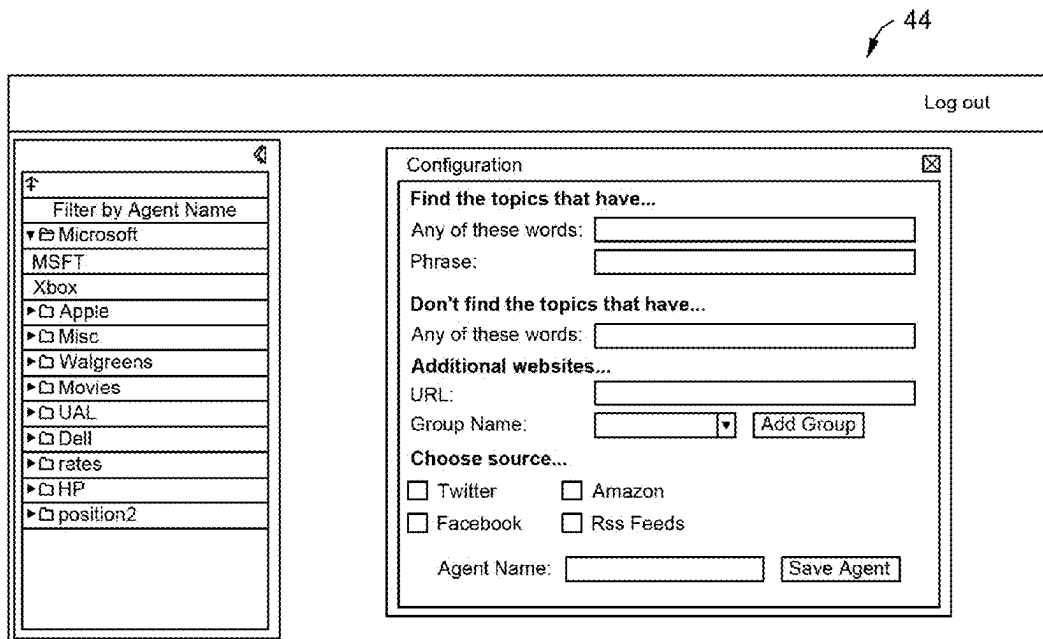 44
Log out
Filter by Agent Name
Microsoft
MSFT
Xbox
Apple
Misc
Walgreens
Movies
UAL
Dell
rates
HP
position2
Configuration
Find the topics that have...
Any of these words:
Phrase:
Don't find the topics that have...
Any of these words:
Additional websites...
URL:
Group Name: Add Group
Choose source...
Twitter Amazon
Facebook Rss Feeds
Agent Name: Save Agent